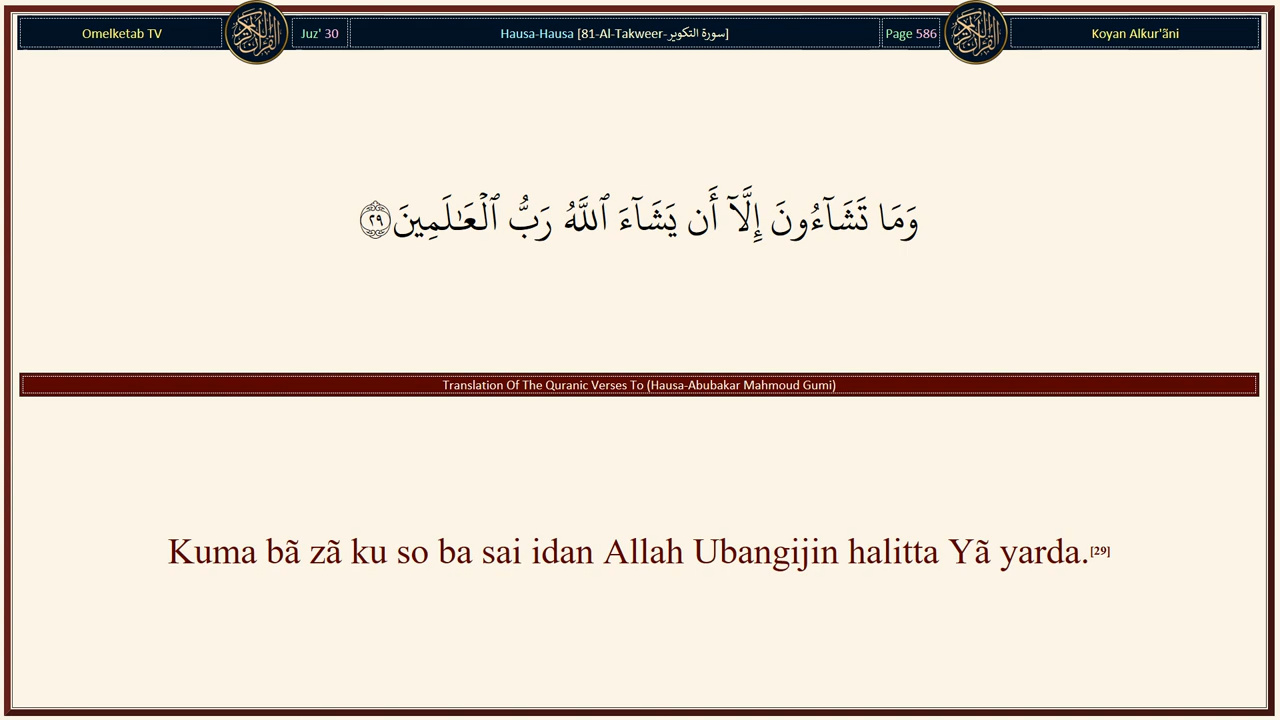 Omelketab TV
Juz' 30
Hausa-Hausa [81-Al-Takweer-سورة التكوير]
Page 586
Koyan Alƙur'ãni
وَمَا تَشَآءُونَ إِلَّآ أَن يَشَآءَ ٱللَّهُ رَبُّ ٱلْعَـٰلَمِينَ ٢٩
Translation Of The Quranic Verses To (Hausa-Abubakar Mahmoud Gumi)
Kuma bã zã ku so ba sai idan Allah Ubangijin halitta Yã yarda.[29]